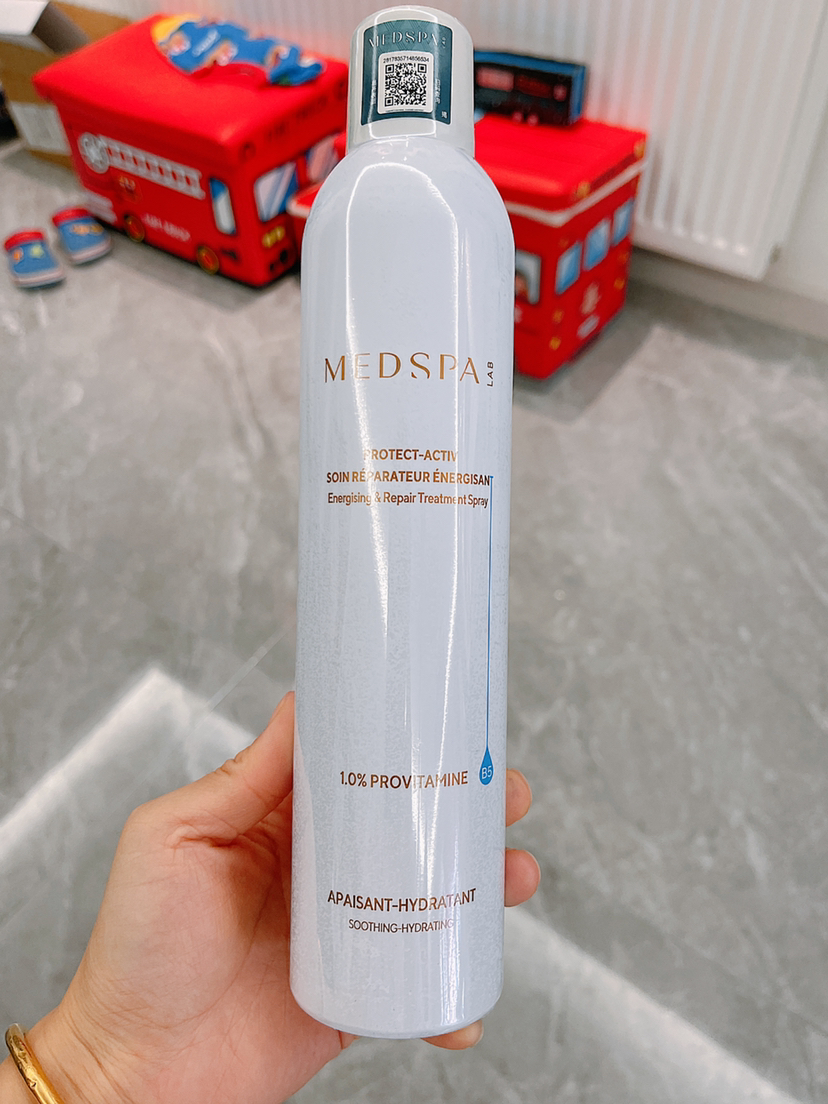 MEDSPA
2817835714856534
MEDSPA LAB
PROTECT-ACTIV
SOIN RÉPARATEUR ÉNERGISANT
Energising & Repair Treatment Spray
1.0% PROVITAMINE B5
APAISANT-HYDRATANT
SOOTHING-HYDRATING